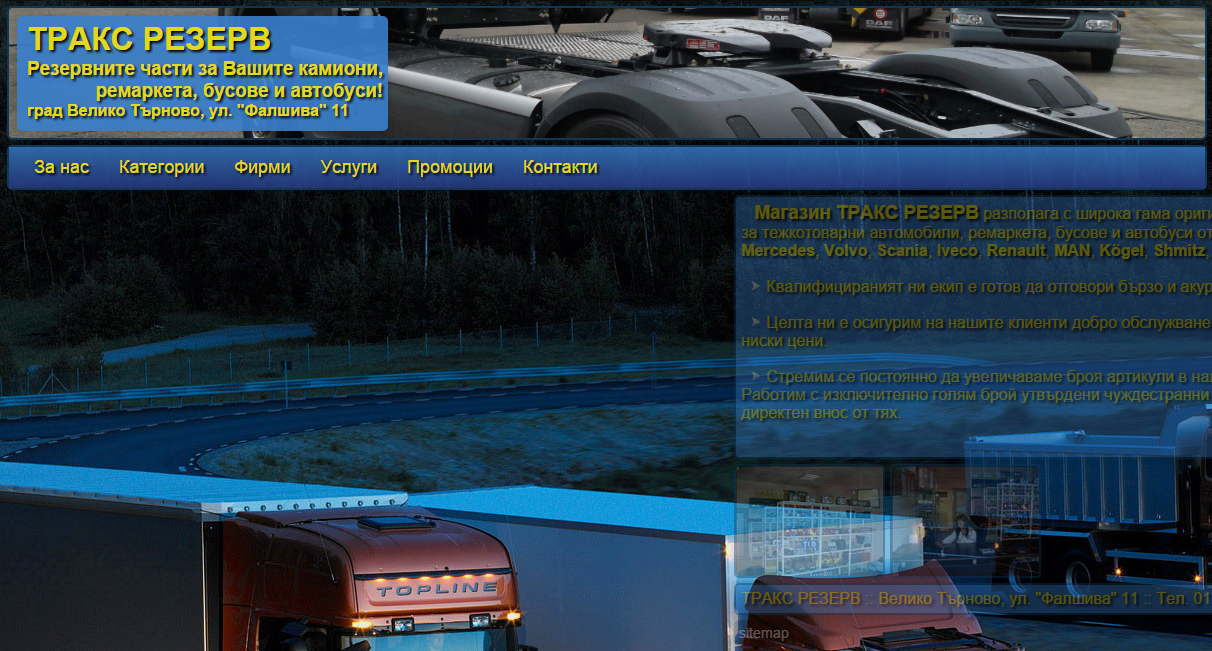 ТРАКС РЕЗЕРВ
Резервните части за Вашите камиони,
ремаркета, бусове и автобуси!
град Велико Търново, ул. "Фалшива" 11
DAF
DAF
За нас Категории Фирми Услуги Промоции Контакти
Магазин ТРАКС РЕЗЕРВ разполага с широка гама ориги
за тежкотоварни автомобили, ремаркета, бусове и автобуси от
Mercedes, Volvo, Scania, Iveco, Renault, MAN, Kögel, Shmitz,
➤ Квалифицираният ни екип е готов да отговори бързо и акур
➤ Целта ни е осигурим на нашите клиенти добро обслужване
ниски цени.
➤ Стремим се постоянно да увеличаваме броя артикули в на
Работим с изключително голям брой утвърдени чуждестранни
директен внос от тях.
TOPLINE
ТРАКС РЕЗЕРВ :: Велико Търново, ул. "Фалшива" 11 :: Тел. 01
sitemap